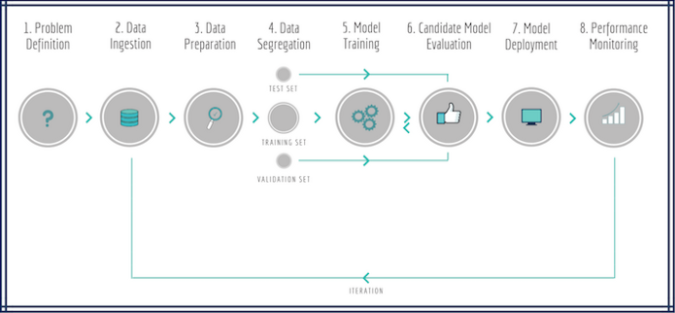 1. Problem
Definition
2. Data
Ingestion
3. Data
Preparation
4. Data
Segregation
5. Model
Training
6. Candidate Model
Evaluation
7. Model
Deployment
8. Performance
Monitoring
?
TEST SET
TRAINING SET
VALIDATION SET
ITERATION